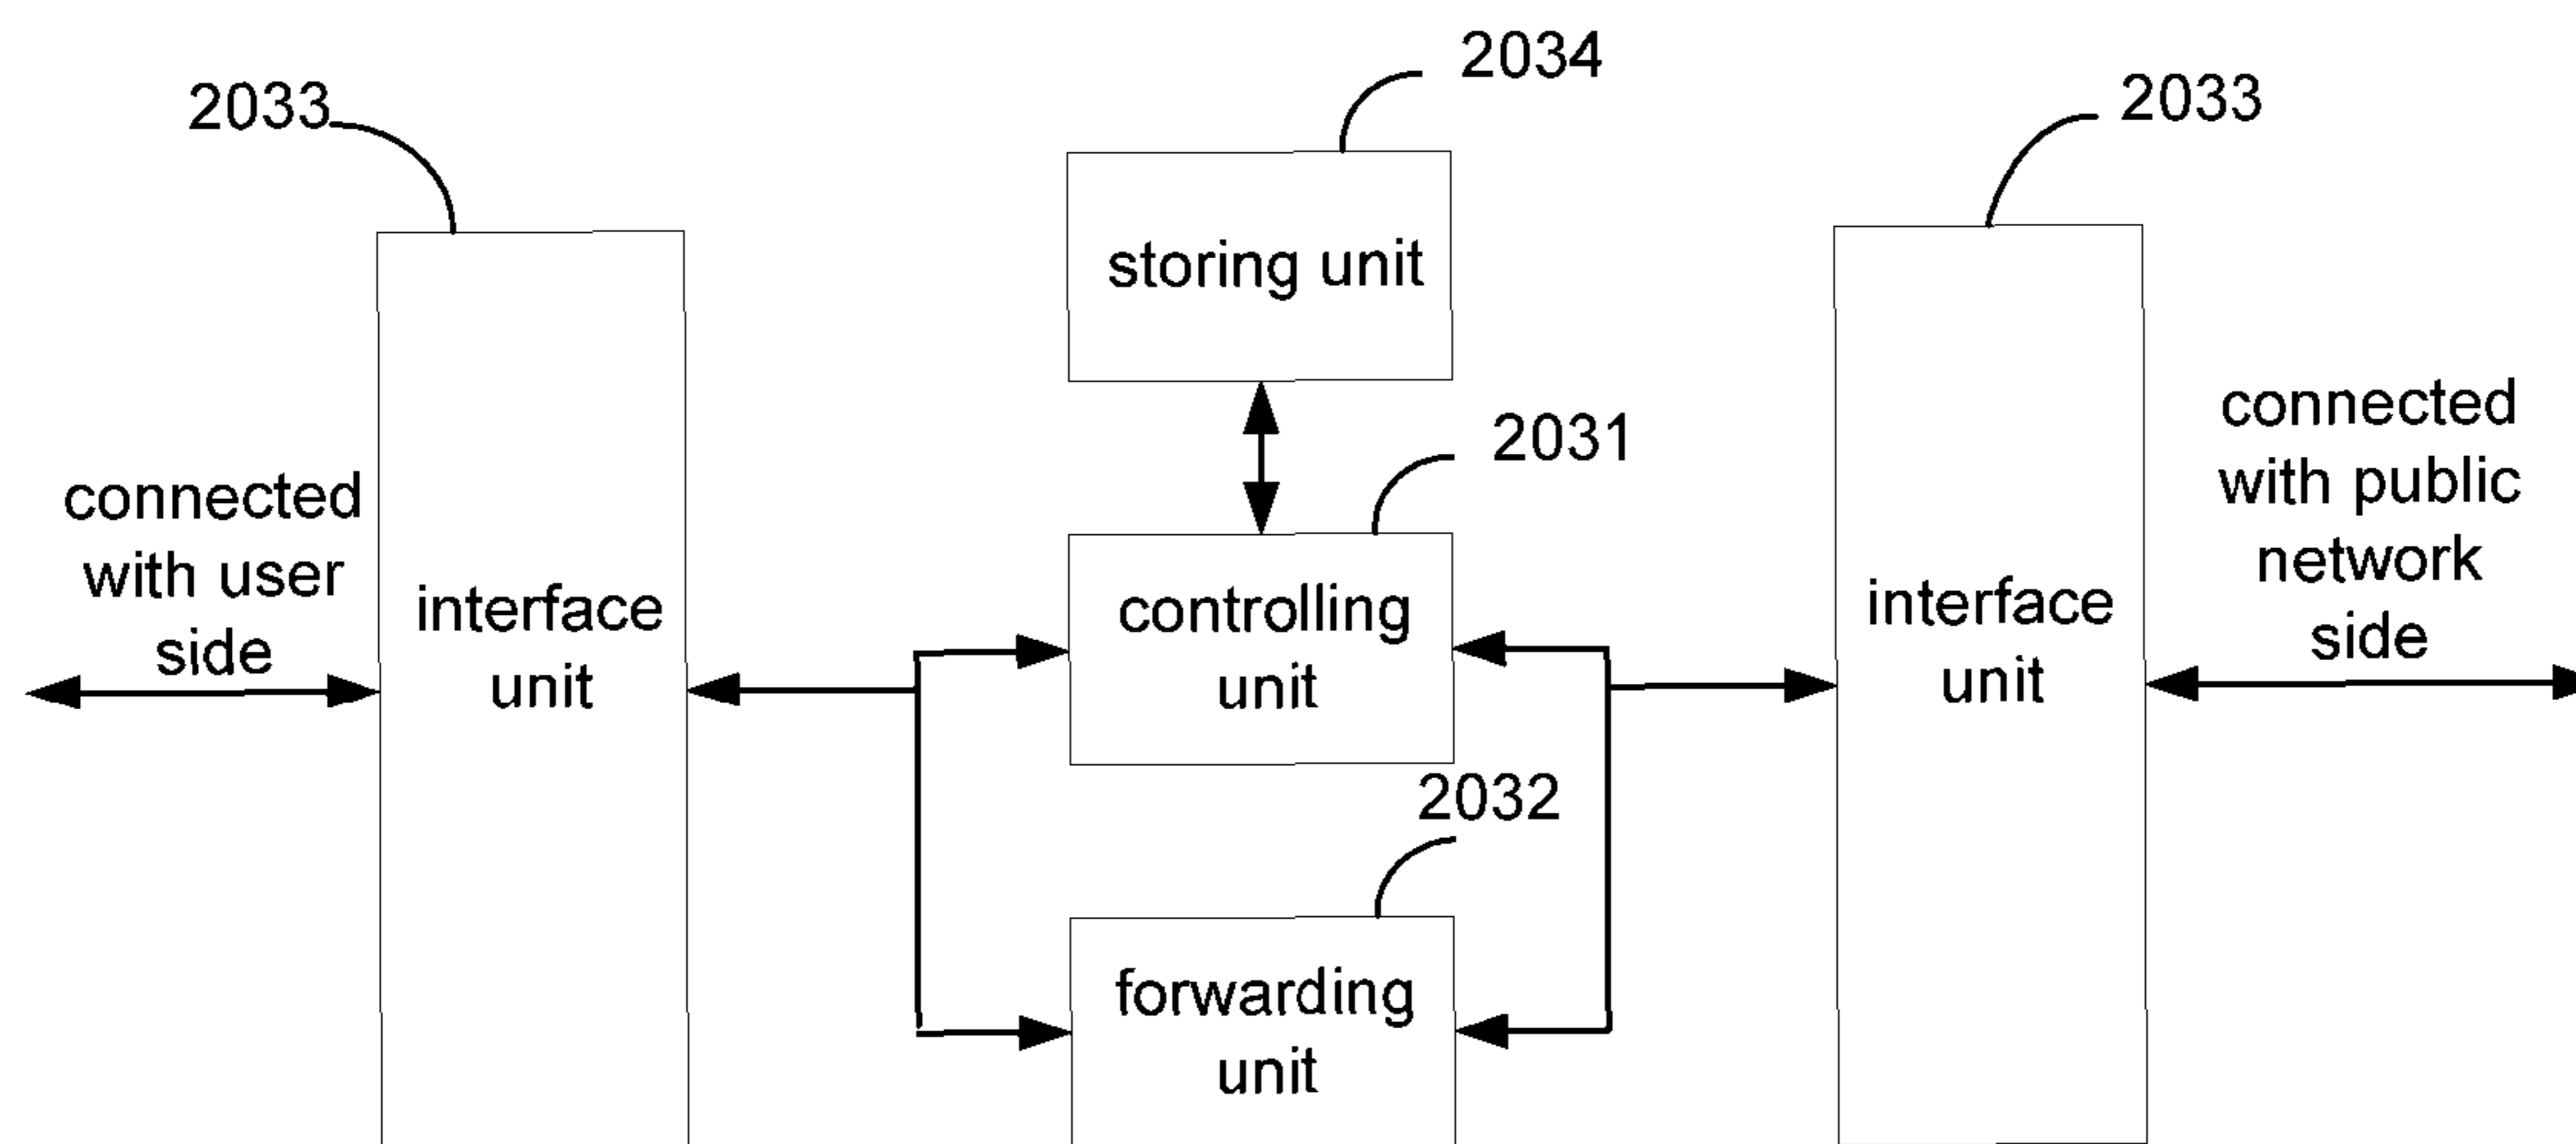 2034
2033
2033
storing unit
2031
connected
with user
side
interface
unit
controlling
unit
interface
unit
connected
with public
network
side
2032
forwarding
unit